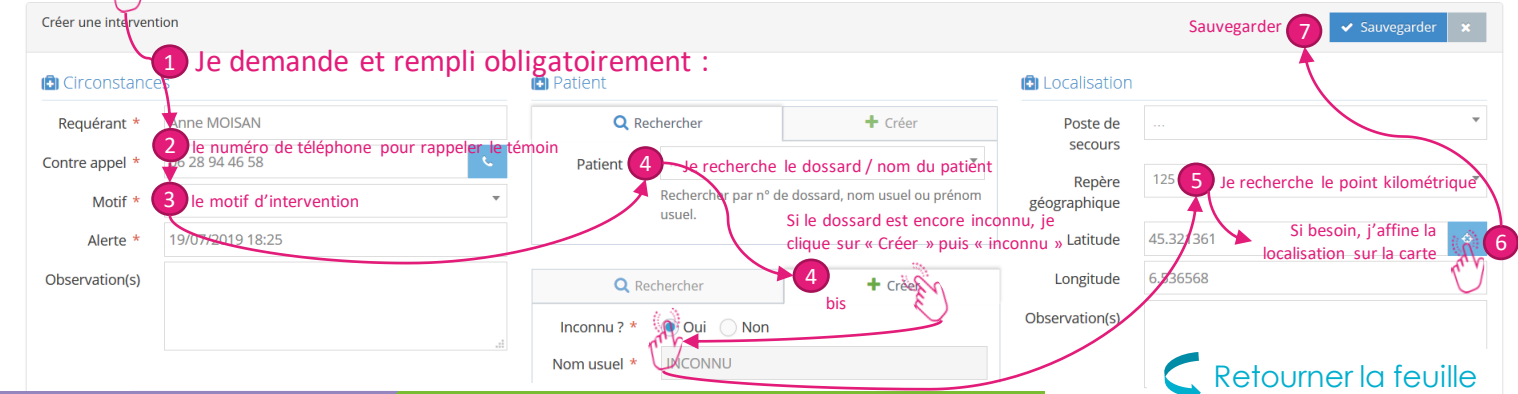 Créer une intervention
Sauvegarder 7
Sauvegarder ×
1 Je demande et rempli obligatoirement :
Circonstances
Requérant * Anne MOISAN
2 le numéro de téléphone pour rappeler le témoin
Contre appel * 06 28 94 46 58
Motif * 3 le motif d’intervention
Alerte * 19/07/2019 18:25
Observation(s)
Patient
Rechercher
Créer
Patient 4 Je recherche le dossard / nom du patient
Rechercher par n° de dossard, nom usuel ou prénom
usuel.
Si le dossard est encore inconnu, je
clique sur « Créer » puis « inconnu »
4
bis
Rechercher
Créer
Inconnu ? * Oui Non
Nom usuel * INCONNU
Localisation
Poste de
secours
...
Repère
géographique
125 5 Je recherche le point kilométrique
Si besoin, j’affine la
localisation sur la carte
6
Latitude 45.321361
Longitude 6.536568
Observation(s)
Retourner la feuille